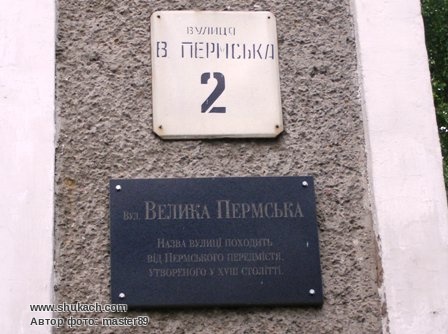 ВУЛИЦЯ
В ПЕРМСЬКА
2
Вул. Велика Пермська
Назва вулиці походить
від Пермського передмістя,
утвореного у XVIII столітті.
www.shukach.com
Автор фото: master89